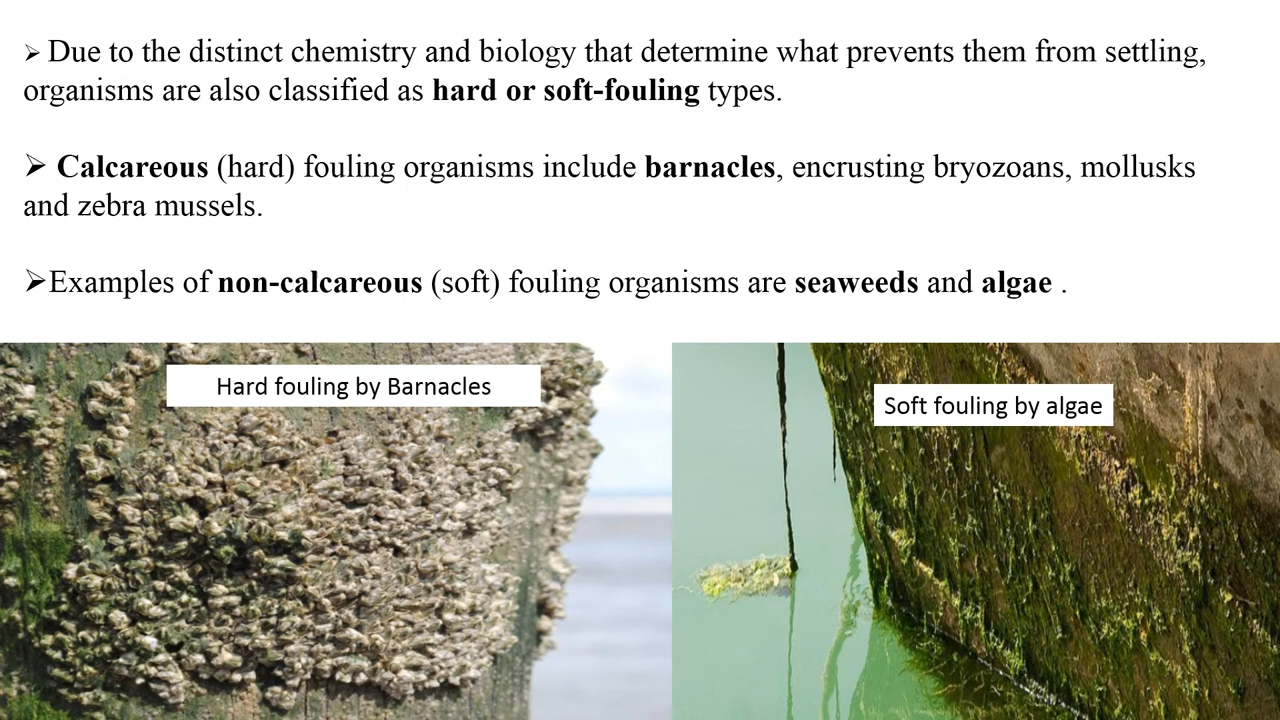 ➢ Due to the distinct chemistry and biology that determine what prevents them from settling,
organisms are also classified as hard or soft-fouling types.
➢ Calcareous (hard) fouling organisms include barnacles, encrusting bryozoans, mollusks
and zebra mussels.
➢Examples of non-calcareous (soft) fouling organisms are seaweeds and algae .
Hard fouling by Barnacles
Soft fouling by algae